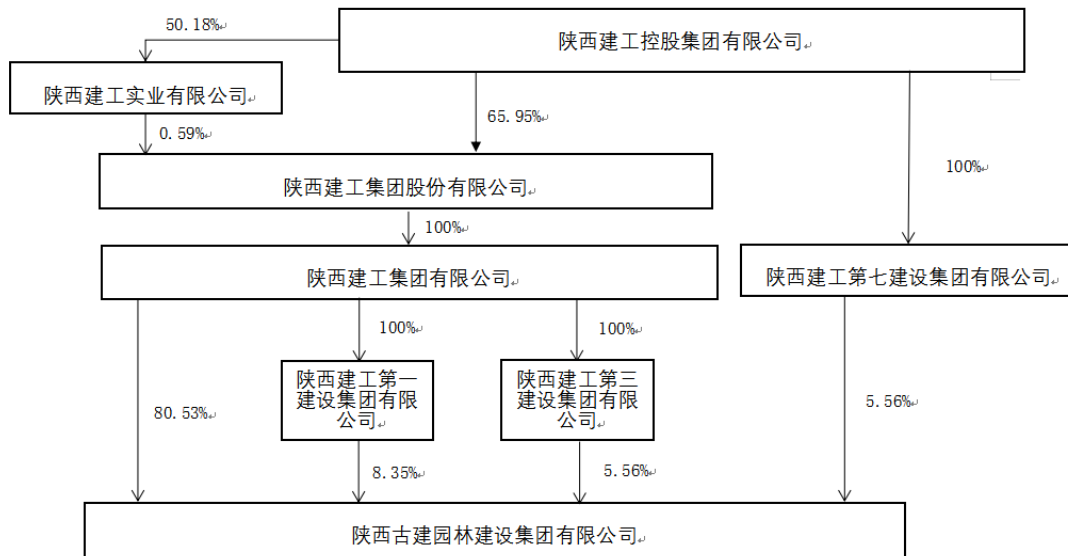 50.18%
陕西建工控股集团有限公司
陕西建工实业有限公司
65.95%
0.59%
100%
陕西建工集团股份有限公司
100%
陕西建工集团有限公司
陕西建工第七建设集团有限公司
100%
100%
陕西建工第一
建设集团有限
公司
陕西建工第三
建设集团有限
公司
80.53%
5.56%
8.35%
5.56%
陕西古建园林建设集团有限公司